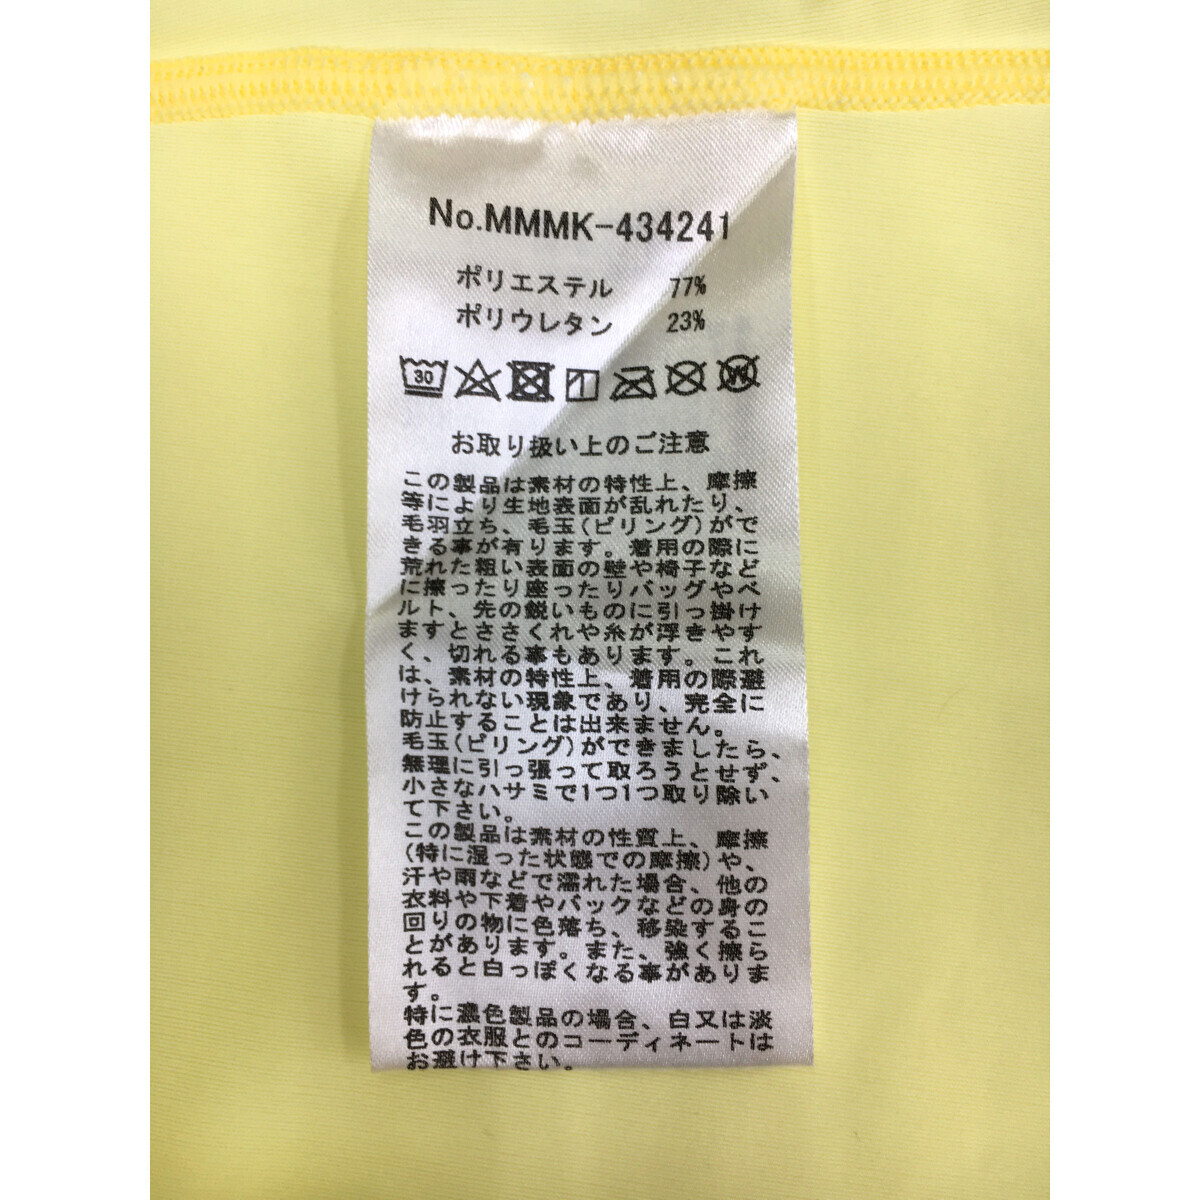 No.MMMK-434241
ポリエステル 77%
ポリウレタン 23%
30 W
お取り扱い上のご注意
この製品は素材の特性上、摩擦
等により生地表面が乱れたり、
毛羽立ち、毛玉(ピリング)がで
きる事が有ります。着用の際に
荒れた粗い表面の壁や椅子など
に擦ったり座ったりバッグやベ
ルト、先の鋭いものに引っ掛け
ますとささくれや糸が浮きやす
く、切れる事もあります。これ
は、素材の特性上、着用の際避
けられない現象であり、完全に
防止することは出来ません。
毛玉(ピリング)ができましたら、
無理に引っ張って取ろうとせず、
小さなハサミで1つ1つ取り除い
て下さい。
この製品は素材の性質上、摩擦
(特に湿った状態での摩擦)や、
汗や雨などで濡れた場合、他の
衣料や下着やバックなどの身の
回りの物に色落ち、移染するこ
とがあります。また、強く擦ら
れると白っぽくなる事がありま
す。
特に濃色製品の場合、白又は淡
色の衣服とのコーディネートは
お避け下さい。